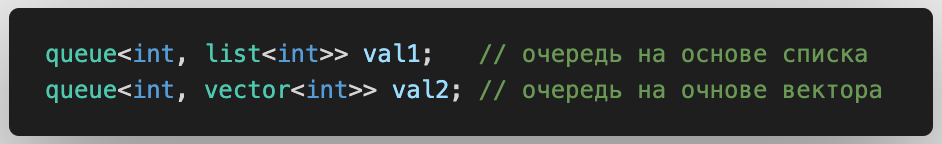 queue<int, list<int>> val1;   // очередь на основе списка
queue<int, vector<int>> val2; // очередь на очнове вектора